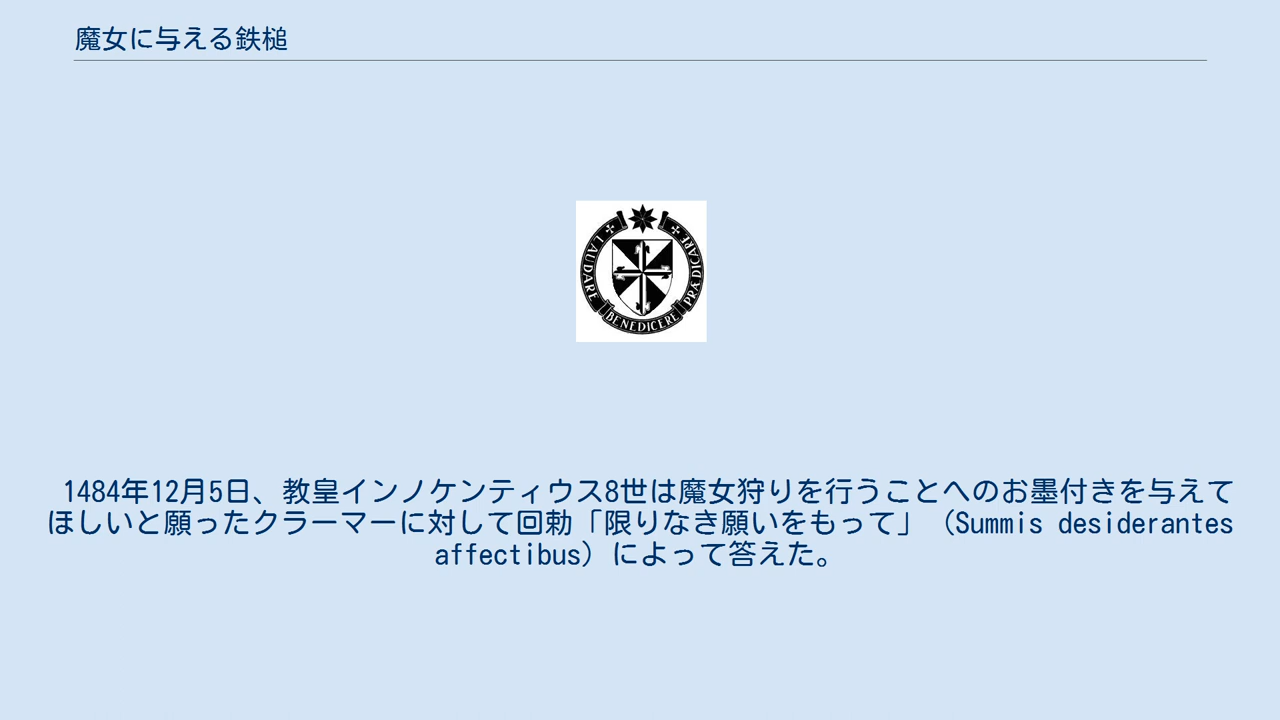 魔女に与える鉄槌
LAUDARE
BENEDICERE
PRÆDICARE
1484年12月5日、教皇インノケンティウス8世は魔女狩りを行うことへのお墨付きを与えて
ほしいと願ったクラーマーに対して回勅「限りなき願いをもって」（Summis desiderantes
affectibus）によって答えた。